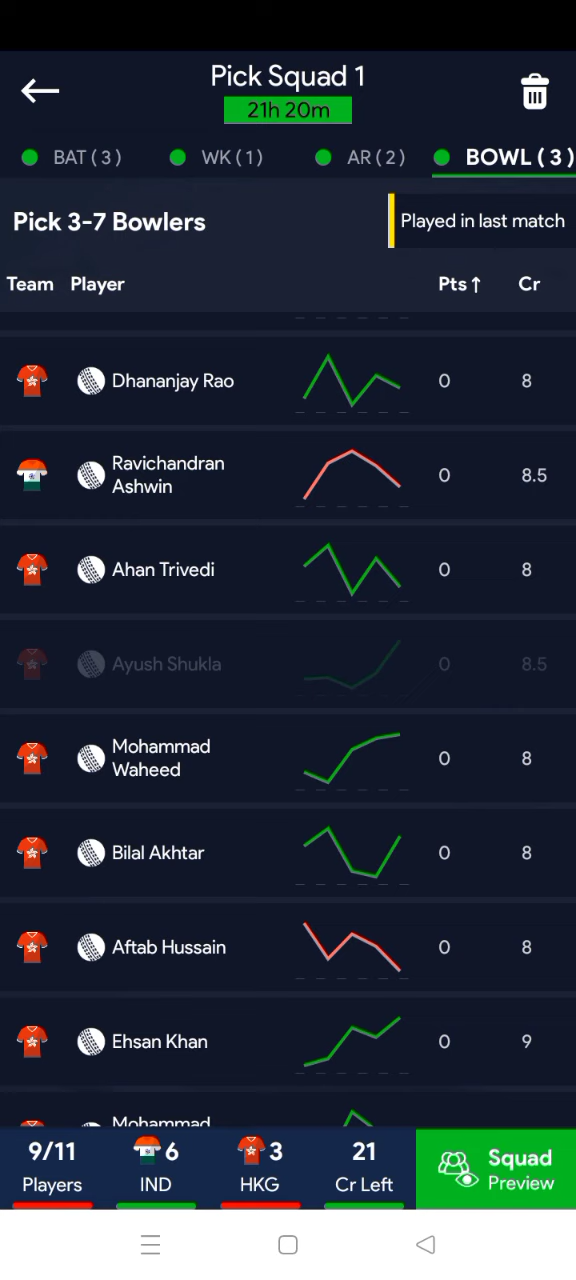 Pick Squad 1
21h 20m
BAT ( 3 ) WK ( 1 ) AR ( 2 ) BOWL ( 3 )
Pick 3-7 Bowlers Played in last match
Team Player Pts↑ Cr
Dhananjay Rao 0 8
Ravichandran
Ashwin 0 8.5
Ahan Trivedi 0 8
Ayush Shukla 0 8.5
Mohammad
Waheed 0 8
Bilal Akhtar 0 8
Aftab Hussain 0 8
Ehsan Khan 0 9
Mohammad
9/11 6 3 21 Squad
Players IND HKG Cr Left Preview